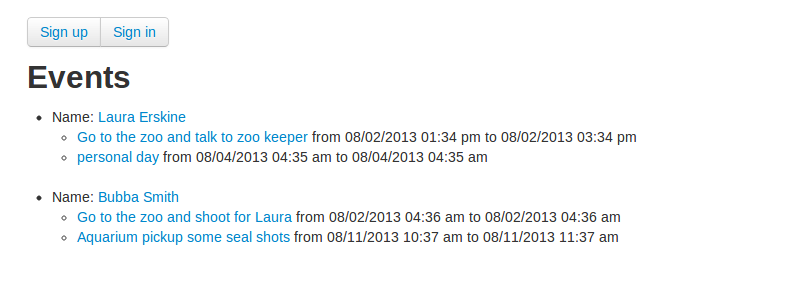 Sign up Sign in
Events
Name: Laura Erskine
Go to the zoo and talk to zoo keeper from 08/02/2013 01:34 pm to 08/02/2013 03:34 pm
personal day from 08/04/2013 04:35 am to 08/04/2013 04:35 am
Name: Bubba Smith
Go to the zoo and shoot for Laura from 08/02/2013 04:36 am to 08/02/2013 04:36 am
Aquarium pickup some seal shots from 08/11/2013 10:37 am to 08/11/2013 11:37 am